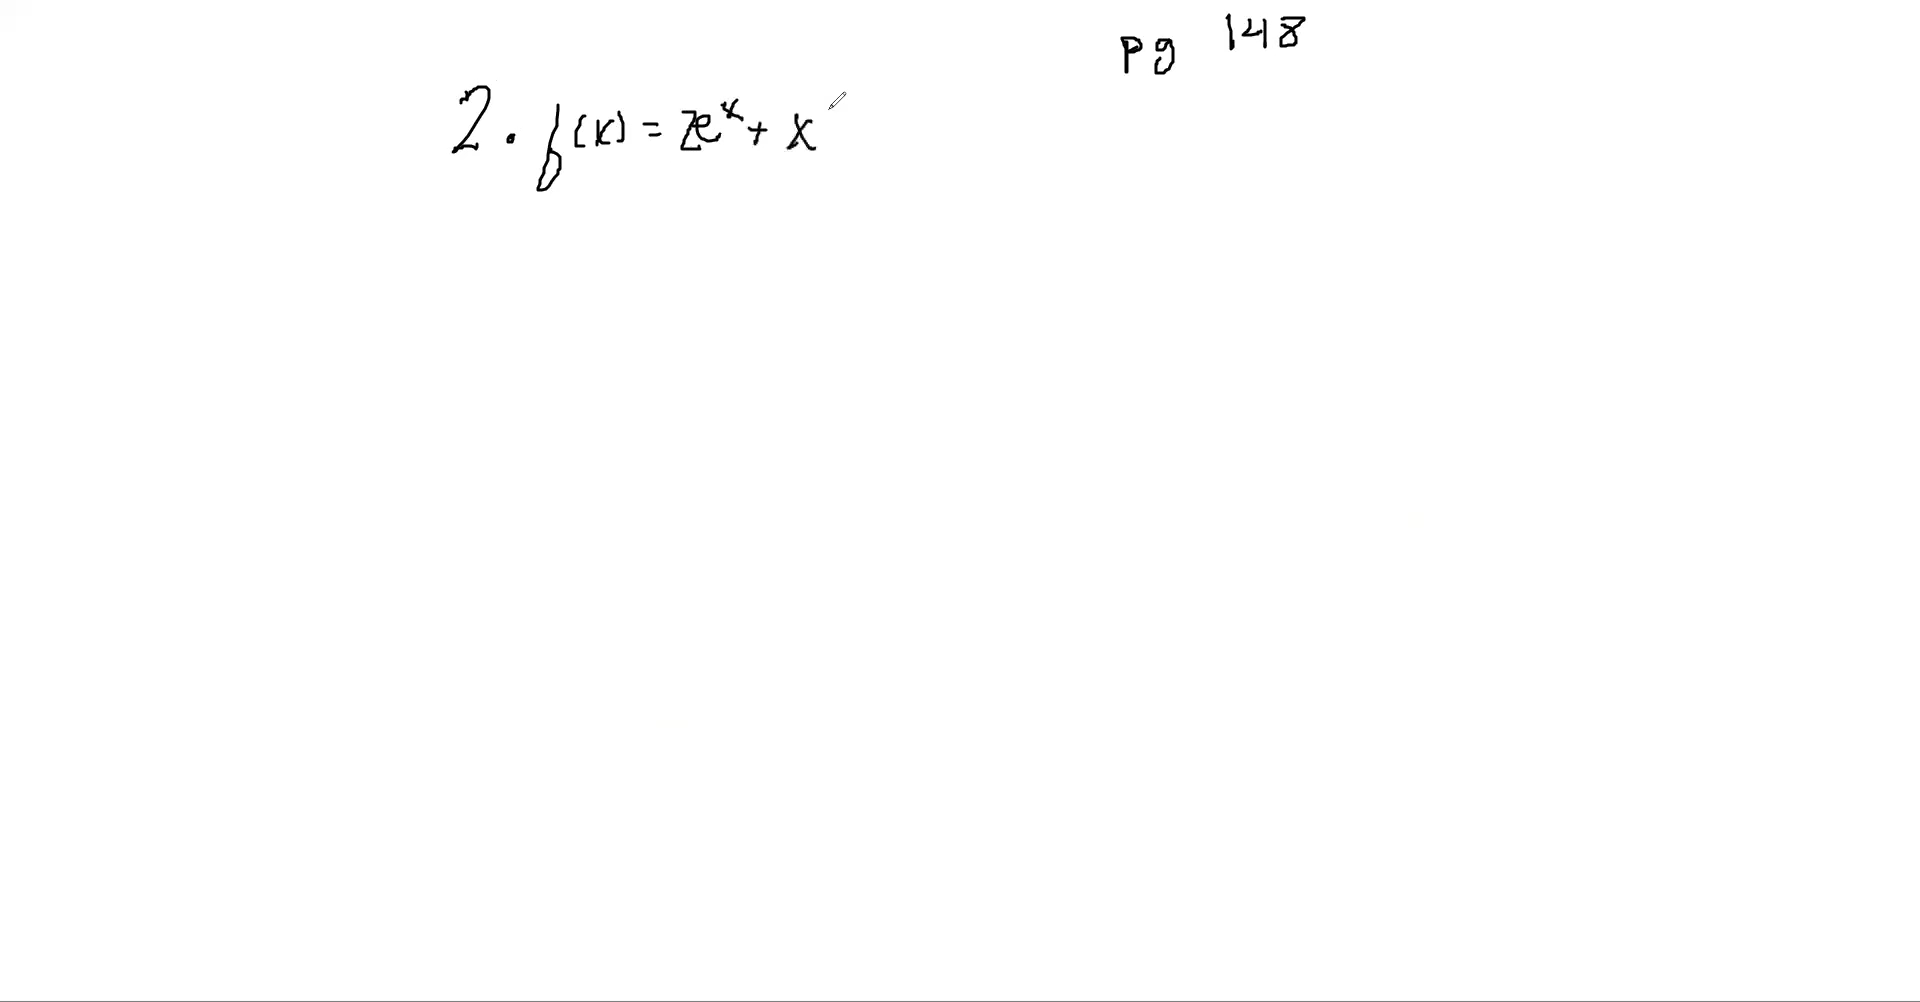 pg 148
2. f(x) = 2e^x + x